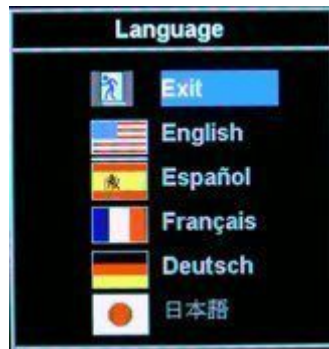 Language
Exit
English
Español
Français
Deutsch
日本語